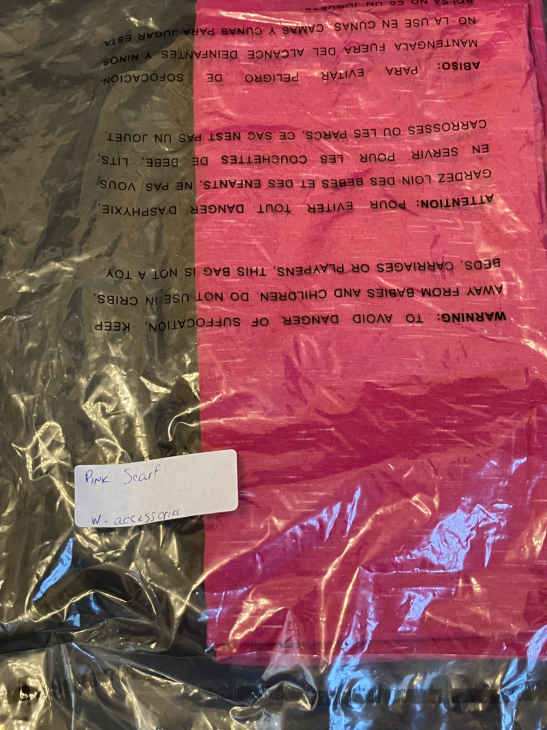 WARNING: TO AVOID DANGER OF SUFFOCATION, KEEP
AWAY FROM BABIES AND CHILDREN. DO NOT USE IN CRIBS,
BEDS, CARRIAGES OR PLAYPENS. THIS BAG IS NOT A TOY
ATTENTION: POUR EVITER TOUT DANGER D'ASPHYXIE,
GARDEZ LOIN DES BEBES ET DES ENFANTS, NE PAS VOUS
EN SERVIR POUR LES COUCHETTES DE BEBE, LITS,
CARROSSES OU LES PARCS, CE SAC NEST PAS UN JOUET.
ABISO: PARA EVITAR PELIGRO DE SOFOCACION-
MANTENGALA FUERA DEL ALCANCE DEINFANTES Y NINOS
NO LA USE EN CUNAS, CAMAS Y CUNAS PARA JUGAR ESTA
NO ES UN
Pink Scarf
W- accessories